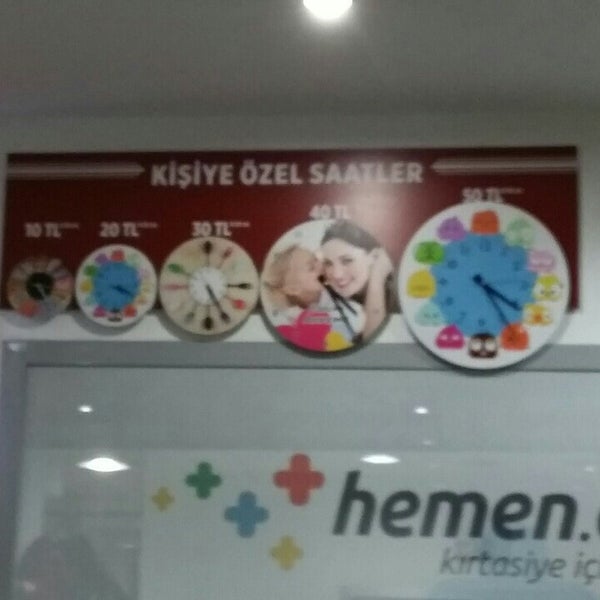 KİŞİYE ÖZEL SAATLER
10 TL 20 TL 30 TL 40 TL 50 TL
hemen.
kırtasiye iç